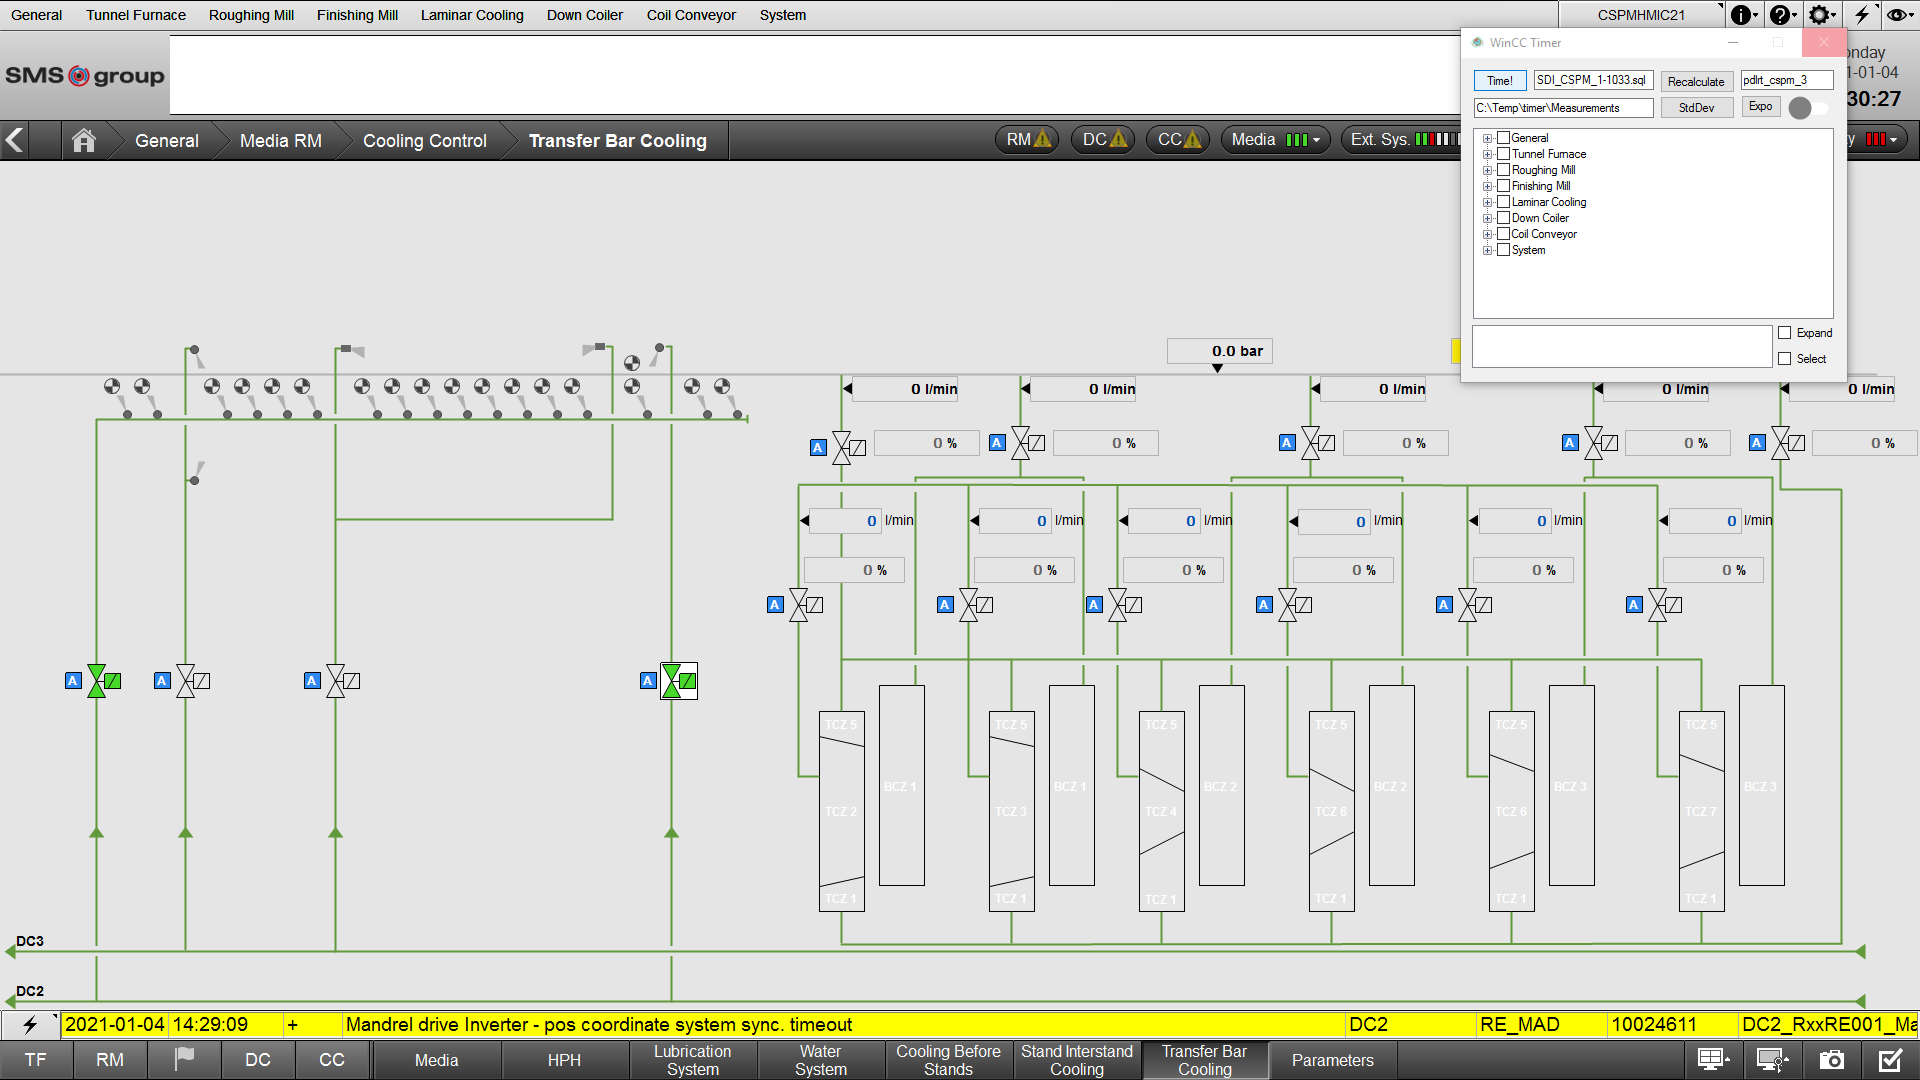 General Tunnel Furnace Roughing Mill Finishing Mill Laminar Cooling Down Coiler Coil Conveyor System CSPMHMIC21
WinCC Timer
SMS group
nday
1-01-04
30:27
Time! SDI_CSPM_1-1033.sql Recalculate pdlrt_cspm_3
C:\Temp\timer\Measurements StdDev Expo
General Media RM Cooling Control Transfer Bar Cooling RM DC CC Media Ext. Sys. y
General
Tunnel Furnace
Roughing Mill
Finishing Mill
Laminar Cooling
Down Coiler
Coil Conveyor
System
Expand
Select
0.0 bar
0 l/min 0 l/min 0 l/min 0 l/min 0 l/min
A 0 % A 0 % A 0 % A 0 % A 0 %
0 l/min 0 l/min 0 l/min 0 l/min 0 l/min 0 l/min
0 % 0 % 0 % 0 % 0 % 0 %
A A A A A A
A A A A
TCZ 5 TCZ 5 TCZ 5 TCZ 5 TCZ 5 TCZ 5
BCZ 1 BCZ 1 BCZ 2 BCZ 2 BCZ 3 BCZ 3
TCZ 2 TCZ 3 TCZ 4 TCZ 6 TCZ 6 TCZ 7
TCZ 1 TCZ 1 TCZ 1 TCZ 1 TCZ 1 TCZ 1
DC3
DC2
2021-01-04 14:29:09 + Mandrel drive Inverter - pos coordinate system sync. timeout DC2 RE_MAD 10024611 DC2_RxxRE001_Ma
TF RM DC CC Media HPH Lubrication System Water System Cooling Before Stands Stand Interstand Cooling Transfer Bar Cooling Parameters